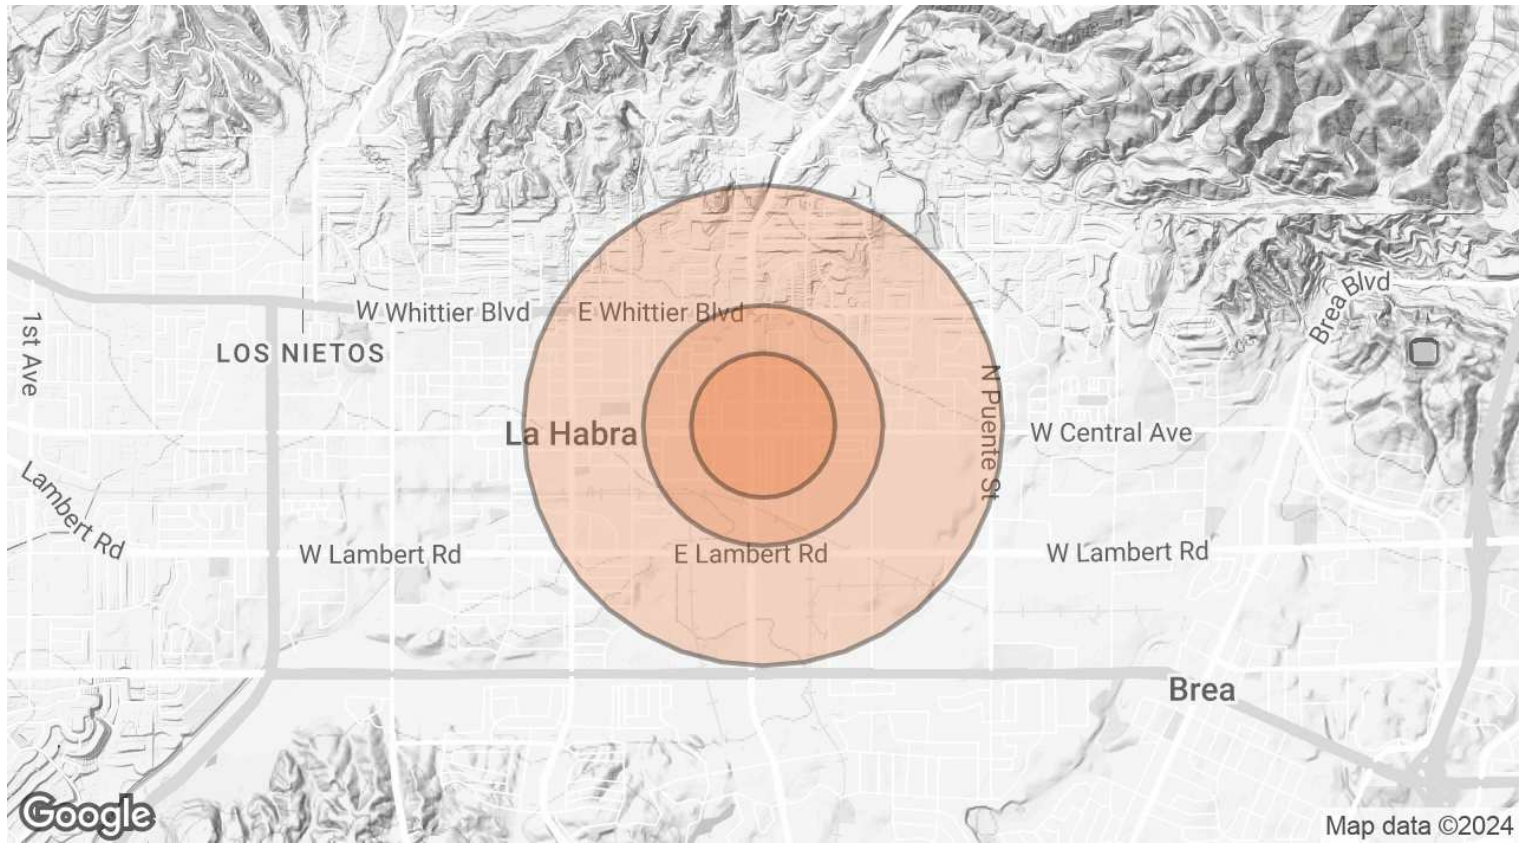 W Whittier Blvd
E Whittier Blvd
Brea Blvd
1st Ave
LOS NIETOS
N Puente St
La Habra
W Central Ave
Lambert Rd
W Lambert Rd
E Lambert Rd
W Lambert Rd
Brea
Google
Map data ©2024